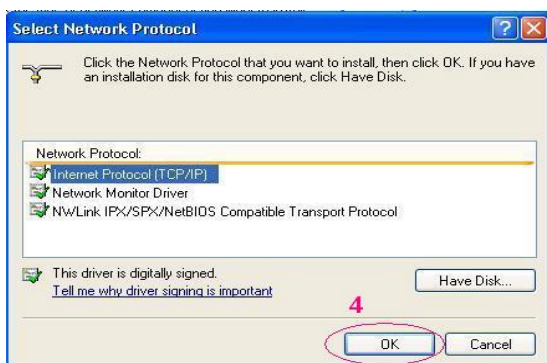 Select Network Protocol
Click the Network Protocol that you want to install, then click OK. If you have
an installation disk for this component, click Have Disk.
Network Protocol:
Internet Protocol (TCP/IP)
Network Monitor Driver
NWLink IPX/SPX/NetBIOS Compatible Transport Protocol
This driver is digitally signed.
Tell me why driver signing is important
Have Disk...
4
OK
Cancel